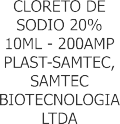 CLORETO DE
SODIO 20%
10ML - 200AMP
PLAST-SAMTEC,
SAMTEC
BIOTECNOLOGIA
LTDA